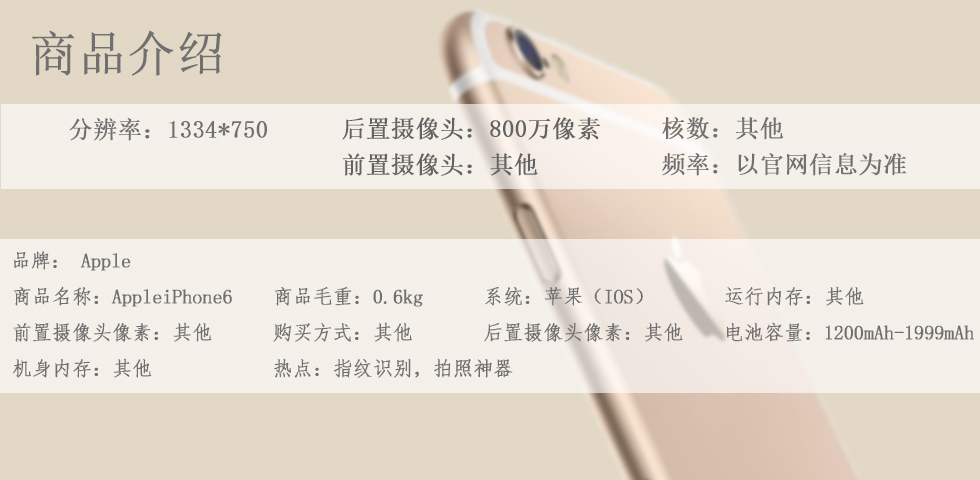 商品介绍
分辨率：1334*750 后置摄像头：800万像素 核数：其他
前置摄像头：其他 频率：以官网信息为准
品牌： Apple
商品名称：AppleiPhone6 商品毛重：0.6kg 系统：苹果（IOS） 运行内存：其他
前置摄像头像素：其他 购买方式：其他 后置摄像头像素：其他 电池容量：1200mAh-1999mAh
机身内存：其他 热点：指纹识别，拍照神器